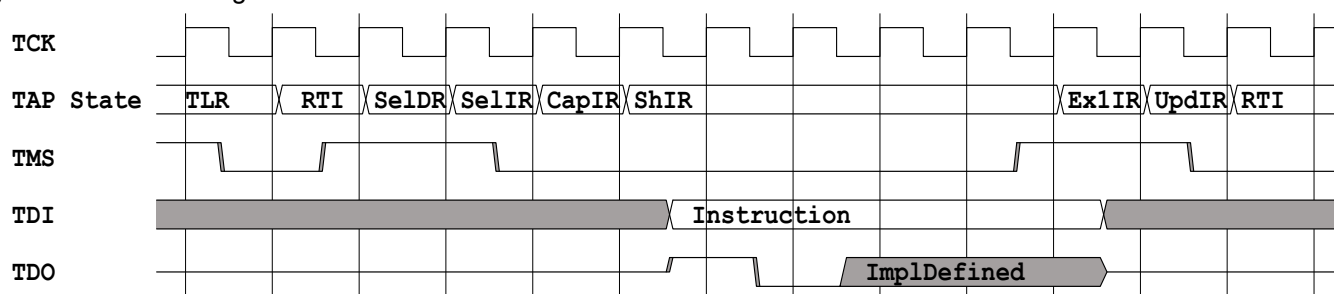 TCK
TAP State TLR RTI SelDR SelIR CapIR ShIR Ex1IR UpdIR RTI
TMS
TDI Instruction
TDO ImplDefined